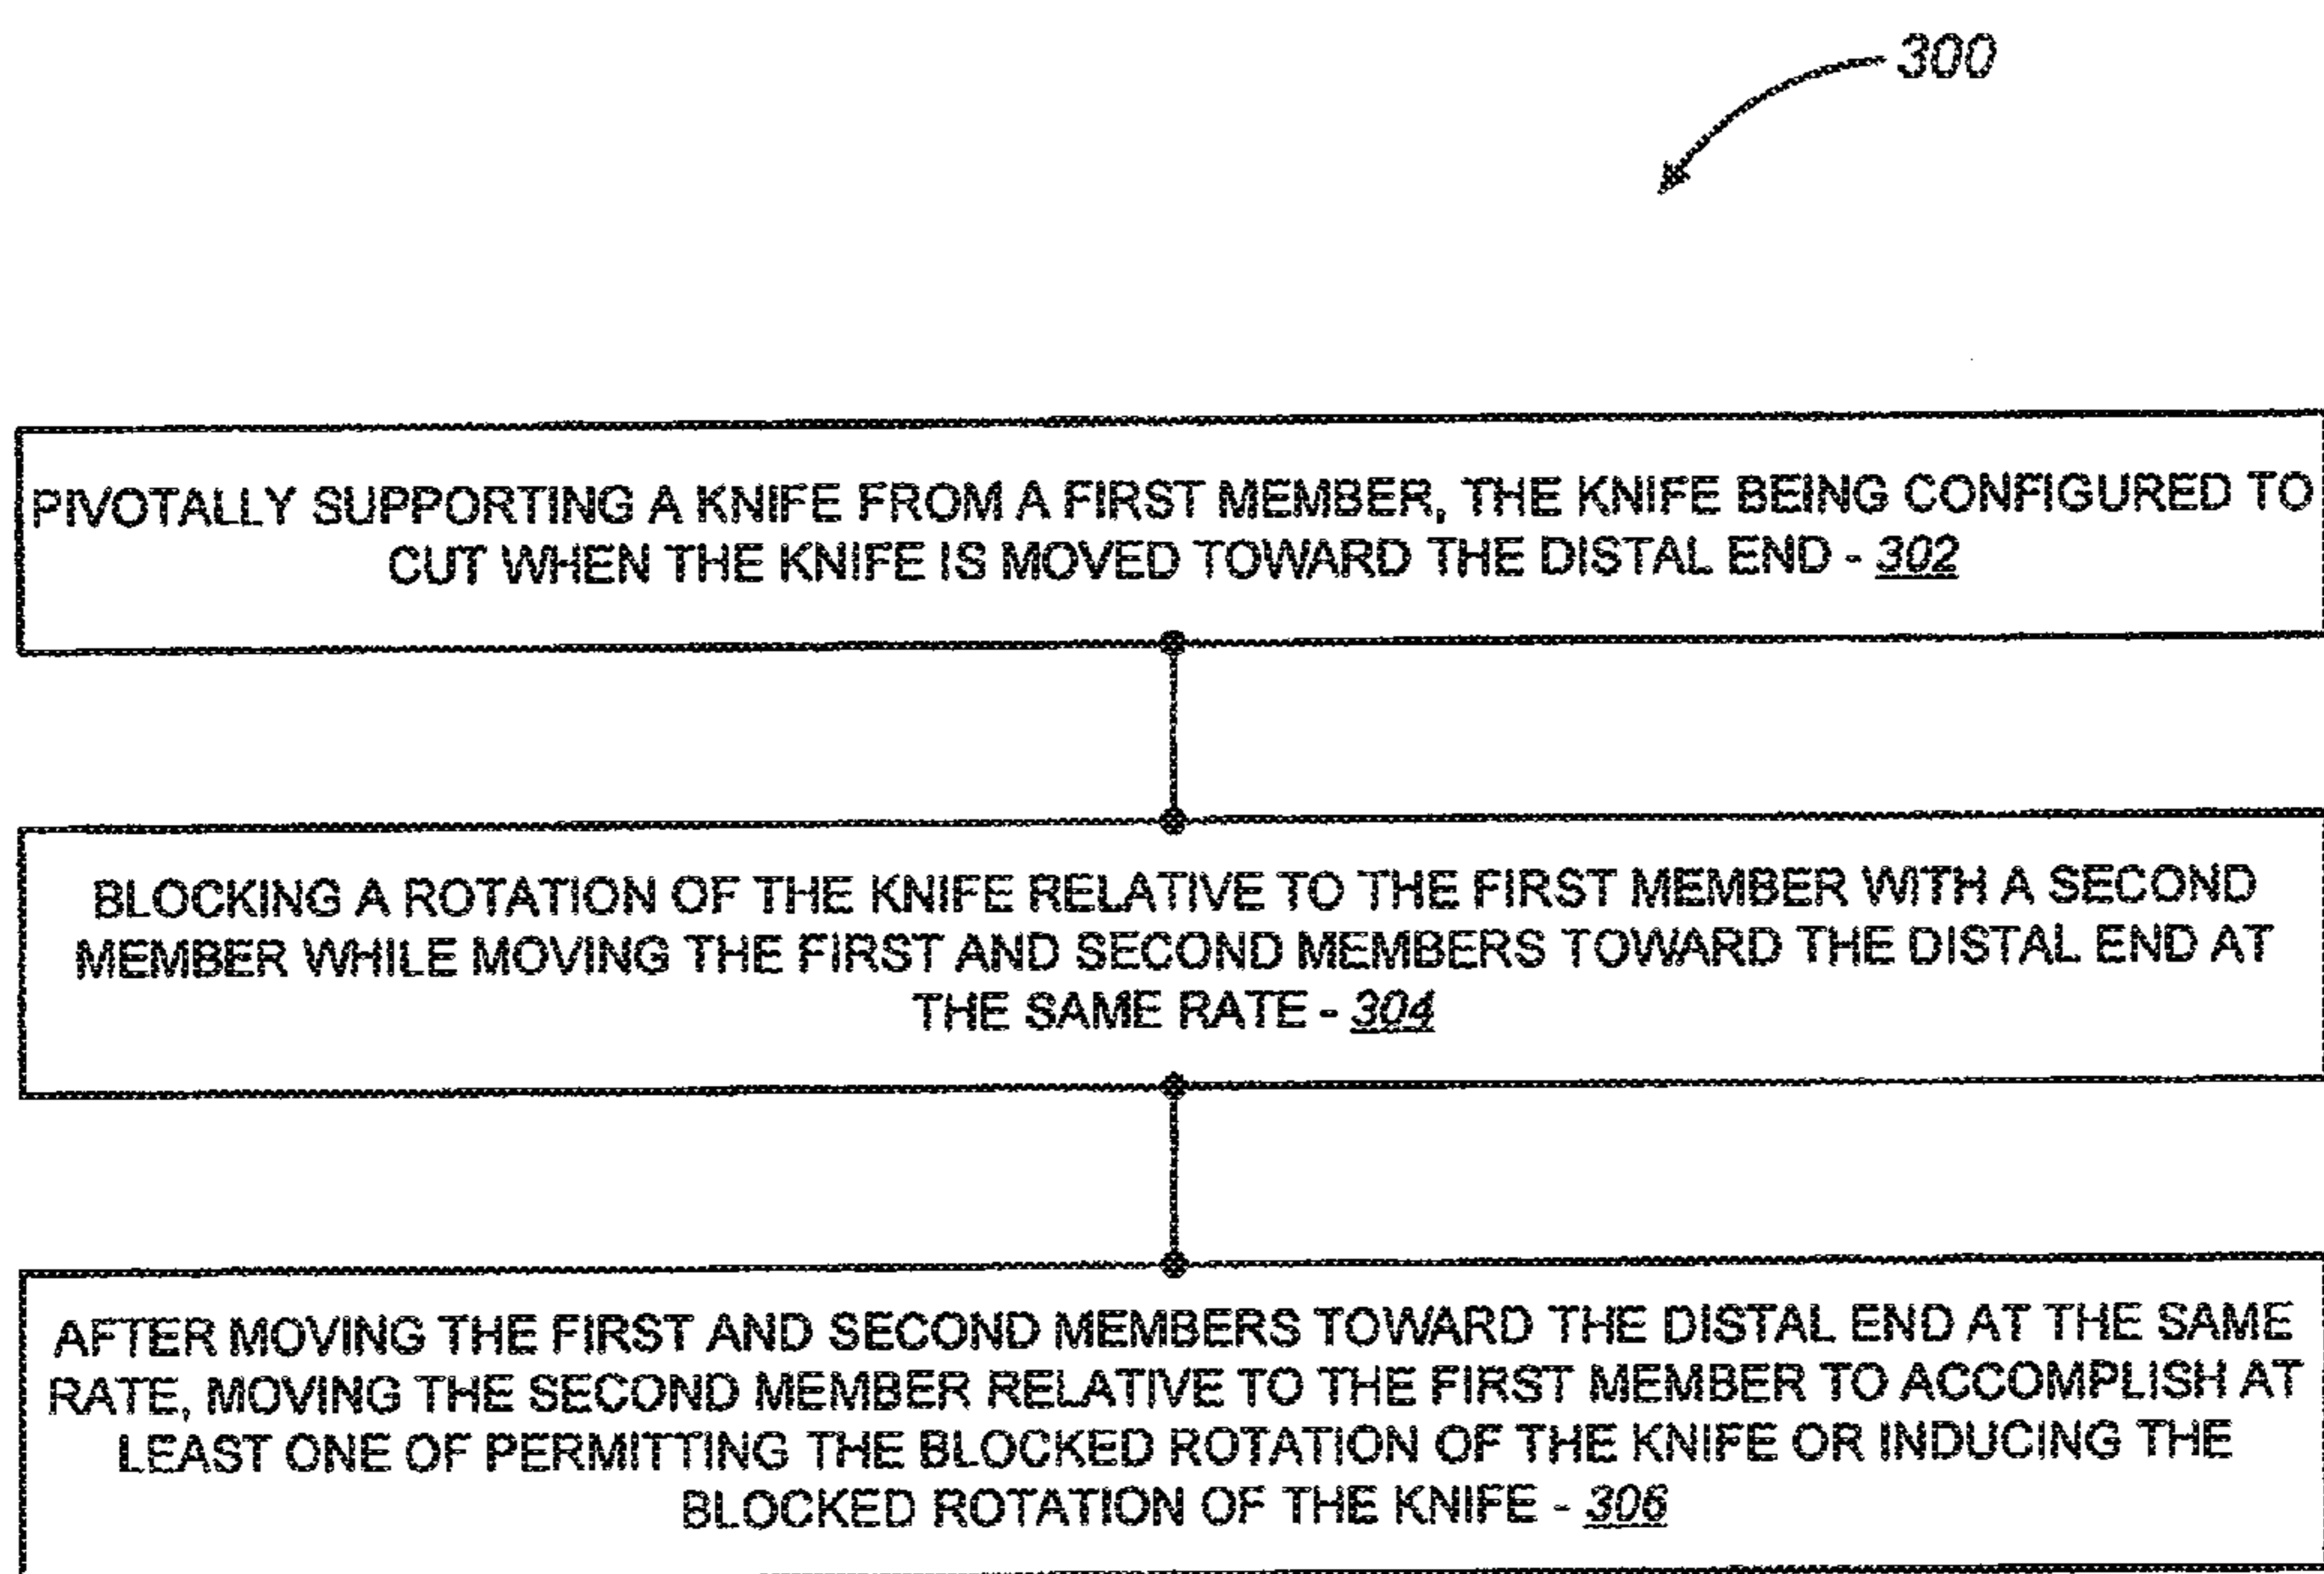 300
PIVOTALLY SUPPORTING A KNIFE FROM A FIRST MEMBER, THE KNIFE BEING CONFIGURED TO
CUT WHEN THE KNIFE IS MOVED TOWARD THE DISTAL END - 302
BLOCKING A ROTATION OF THE KNIFE RELATIVE TO THE FIRST MEMBER WITH A SECOND
MEMBER WHILE MOVING THE FIRST AND SECOND MEMBERS TOWARD THE DISTAL END AT
THE SAME RATE - 304
AFTER MOVING THE FIRST AND SECOND MEMBERS TOWARD THE DISTAL END AT THE SAME
RATE, MOVING THE SECOND MEMBER RELATIVE TO THE FIRST MEMBER TO ACCOMPLISH AT
LEAST ONE OF PERMITTING THE BLOCKED ROTATION OF THE KNIFE OR INDUCING THE
BLOCKED ROTATION OF THE KNIFE - 306